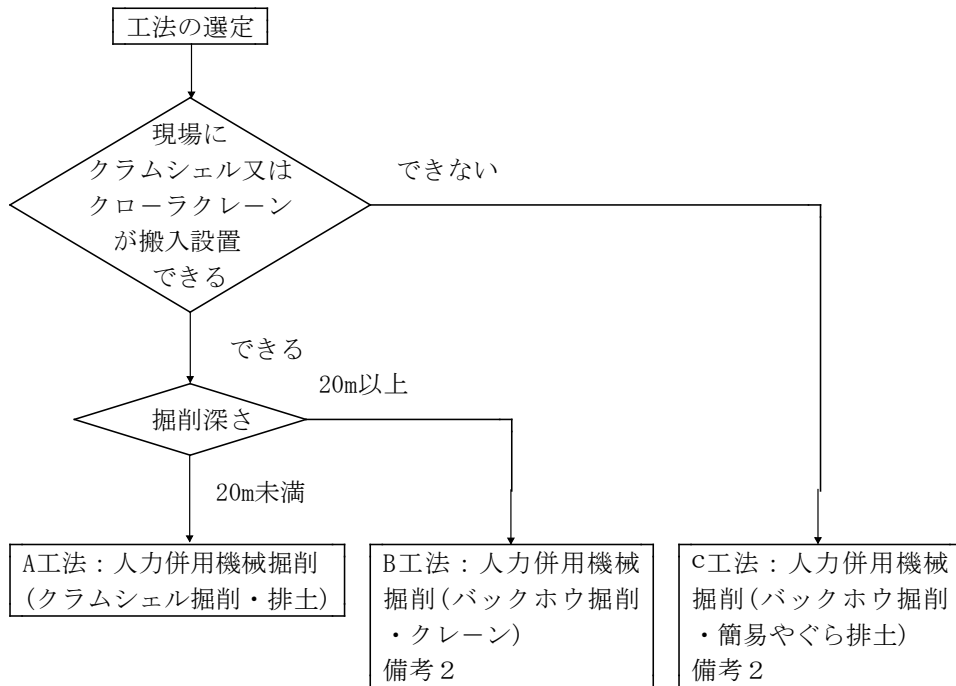 工法の選定
現場に
クラムシェル又は
クローラクレーン
が搬入設置
できる
できない
できる
20m以上
掘削深さ
20m未満
A工法：人力併用機械掘削
(クラムシェル掘削・排土)
B工法：人力併用機械
掘削(バックホウ掘削
・クレーン)
備考２
c工法：人力併用機械
掘削(バックホウ掘削
・簡易やぐら排土)
備考２